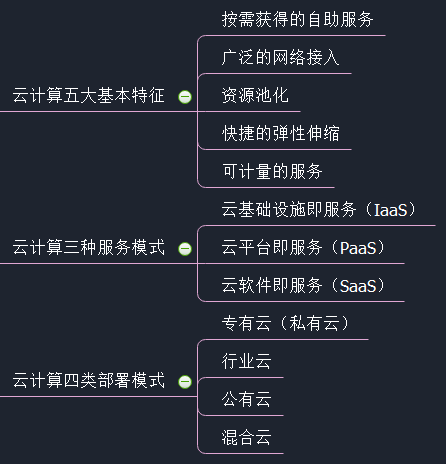 云计算五大基本特征
按需获得的自助服务
广泛的网络接入
资源池化
快捷的弹性伸缩
可计量的服务
云计算三种服务模式
云基础设施即服务（IaaS）
云平台即服务（PaaS）
云软件即服务（SaaS）
云计算四类部署模式
专有云（私有云）
行业云
公有云
混合云